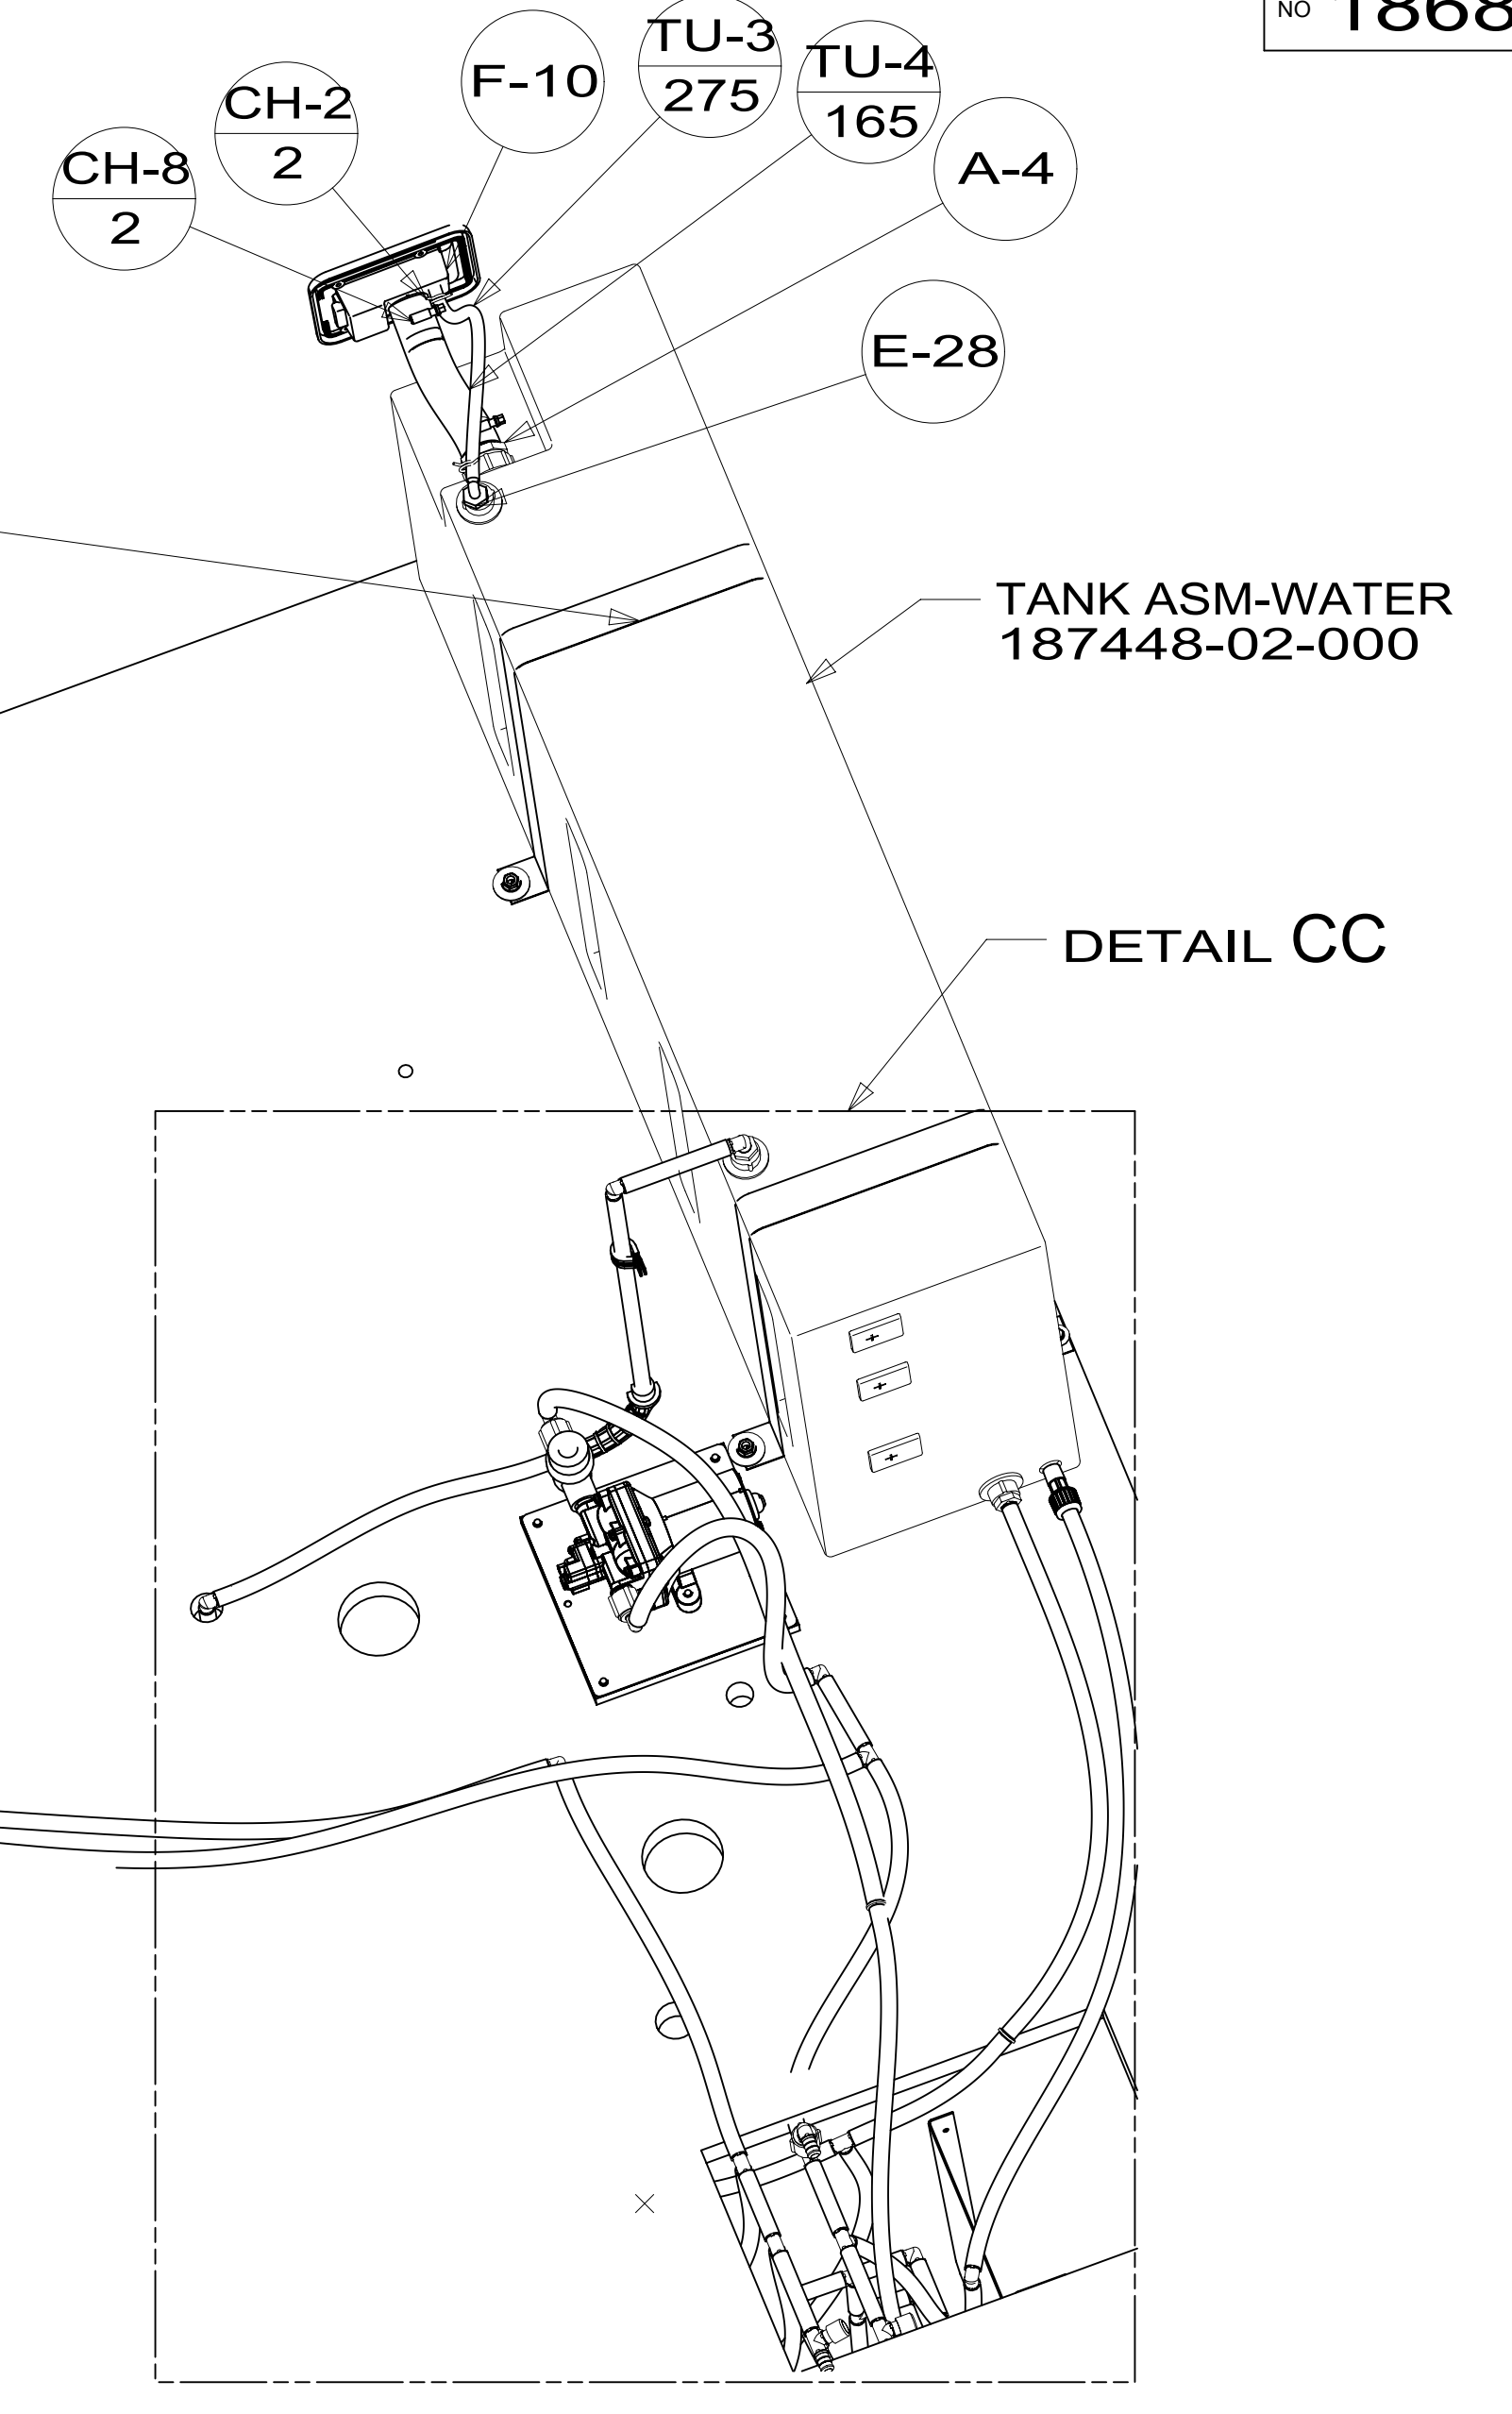 NO
TU-3
275
TU-4
165
F-10
CH-2
2
CH-8
2
A-4
E-28
TANK ASM-WATER
187448-02-000
DETAIL CC